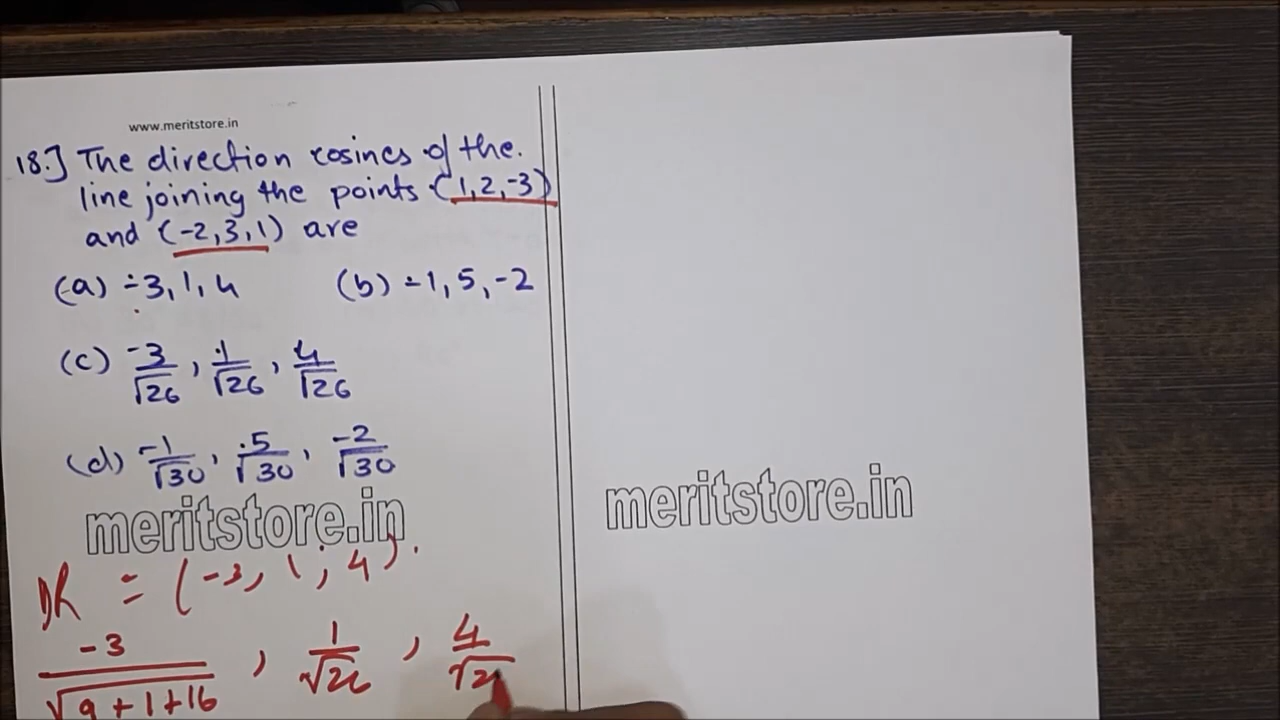 www.meritstore.in
18.] The direction cosines of the.
line joining the points (1,2,-3)
and (-2,3,1) are
(a) -3, 1, 4 (b) -1, 5, -2
(c) -3/√26, 1/√26, 4/√26
(d) -1/√30, 5/√30, -2/√30
meritstore.in meritstore.in
DR = (-3, 1, 4).
-3/√9+1+16, 1/√26, 4/√2